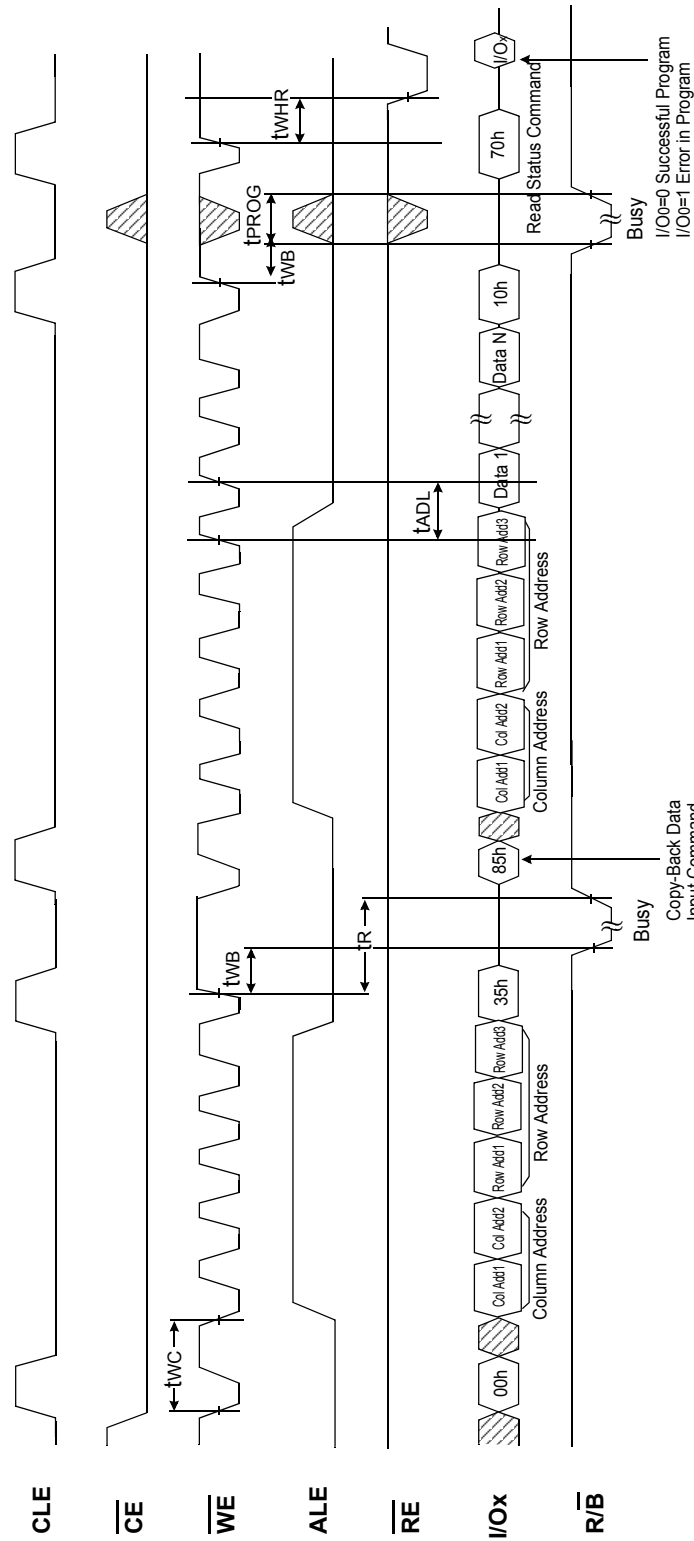 CLE
CE
WE
ALE
RE
I/Ox
R/B
tWC
tWB
tR
tADL
tWB
tPROG
tWHR
00h
Col Add1
Col Add2
Row Add1
Row Add2
Row Add3
35h
85h
Col Add1
Col Add2
Row Add1
Row Add2
Row Add3
Data 1
Data N
10h
70h
I/Ox
Column Address
Row Address
Column Address
Row Address
Read Status Command
Busy
Busy
Copy-Back Data
Input Command
I/O0=0 Successful Program
I/O0=1 Error in Program